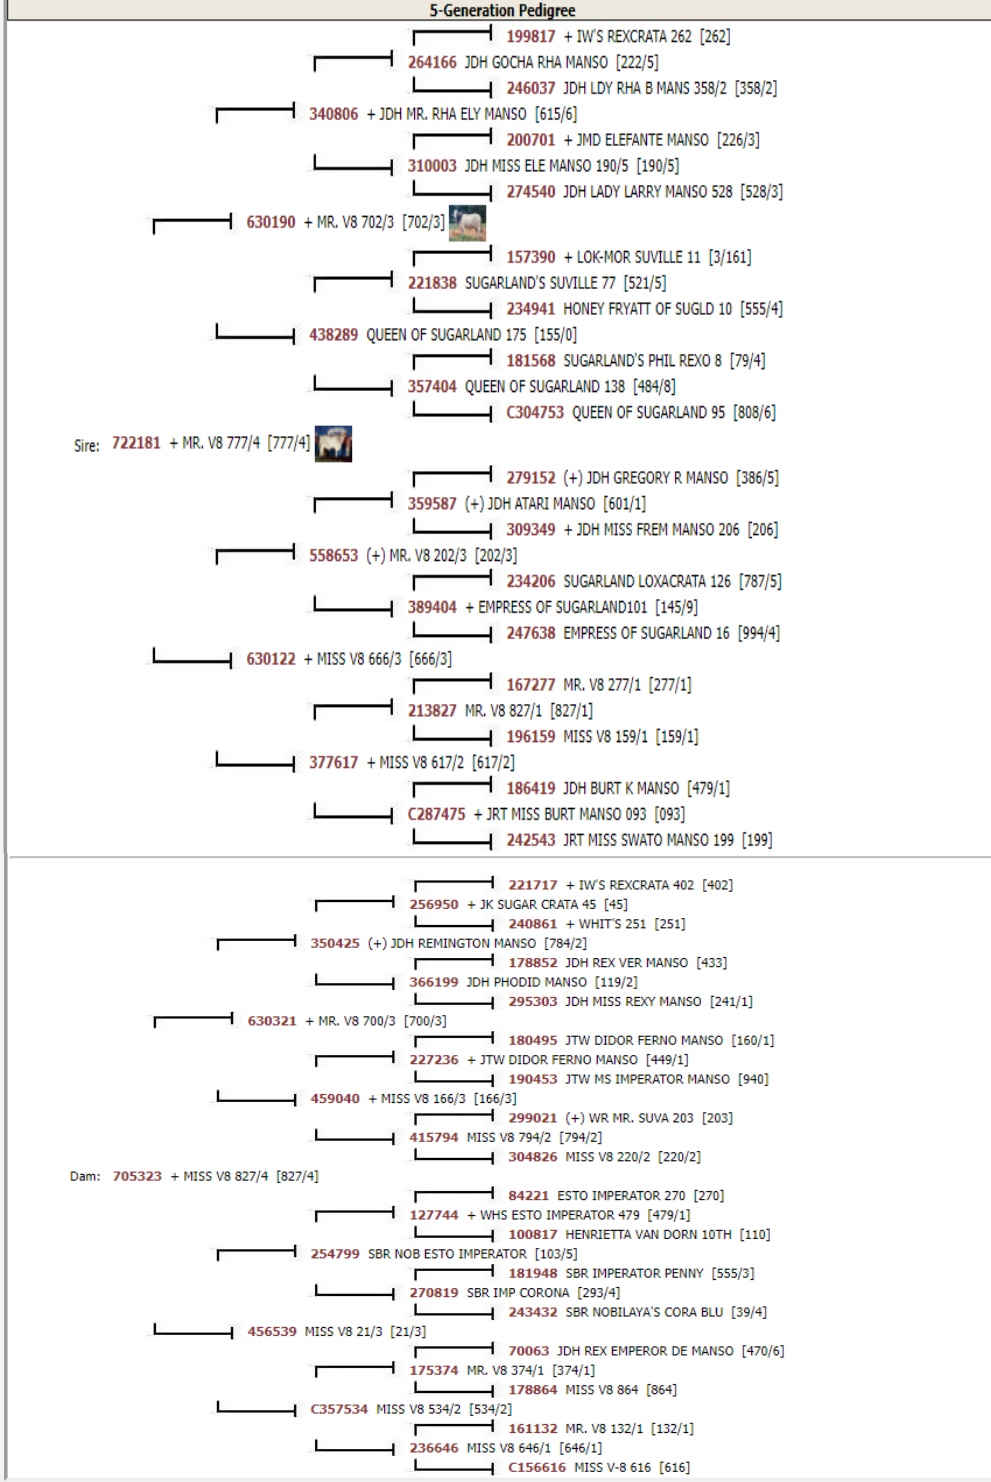 5-Generation Pedigree
199817 + IW'S REXCRATA 262 [262]
264166 JDH GOCHA RHA MANSO [222/5]
246037 JDH LDY RHA B MANS 358/2 [358/2]
340806 + JDH MR. RHA ELY MANSO [615/6]
200701 + JMD ELEFANTE MANSO [226/3]
310003 JDH MISS ELE MANSO 190/5 [190/5]
274540 JDH LADY LARRY MANSO 528 [528/3]
630190 + MR. V8 702/3 [702/3]
157390 + LOK-MOR SUVILLE 11 [3/161]
221838 SUGARLAND'S SUVILLE 77 [521/5]
234941 HONEY FRYATT OF SUGLD 10 [555/4]
438289 QUEEN OF SUGARLAND 175 [155/0]
181568 SUGARLAND'S PHIL REXO 8 [79/4]
357404 QUEEN OF SUGARLAND 138 [484/8]
C304753 QUEEN OF SUGARLAND 95 [808/6]
Sire: 722181 + MR. V8 777/4 [777/4]
279152 (+) JDH GREGORY R MANSO [386/5]
359587 (+) JDH ATARI MANSO [601/1]
309349 + JDH MISS FREM MANSO 206 [206]
558653 (+) MR. V8 202/3 [202/3]
234206 SUGARLAND LOXACRATA 126 [787/5]
389404 + EMPRESS OF SUGARLAND101 [145/9]
247638 EMPRESS OF SUGARLAND 16 [994/4]
630122 + MISS V8 666/3 [666/3]
167277 MR. V8 277/1 [277/1]
213827 MR. V8 827/1 [827/1]
196159 MISS V8 159/1 [159/1]
377617 + MISS V8 617/2 [617/2]
186419 JDH BURT K MANSO [479/1]
C287475 + JRT MISS BURT MANSO 093 [093]
242543 JRT MISS SWATO MANSO 199 [199]
221717 + IW'S REXCRATA 402 [402]
256950 + JK SUGAR CRATA 45 [45]
240861 + WHIT'S 251 [251]
350425 (+) JDH REMINGTON MANSO [784/2]
178852 JDH REX VER MANSO [433]
366199 JDH PHODID MANSO [119/2]
295303 JDH MISS REXY MANSO [241/1]
630321 + MR. V8 700/3 [700/3]
180495 JTW DIDOR FERNO MANSO [160/1]
227236 + JTW DIDOR FERNO MANSO [449/1]
190453 JTW MS IMPERATOR MANSO [940]
459040 + MISS V8 166/3 [166/3]
299021 (+) WR MR. SUVA 203 [203]
415794 MISS V8 794/2 [794/2]
304826 MISS V8 220/2 [220/2]
Dam: 705323 + MISS V8 827/4 [827/4]
84221 ESTO IMPERATOR 270 [270]
127744 + WHS ESTO IMPERATOR 479 [479/1]
100817 HENRIETTA VAN DORN 10TH [110]
254799 SBR NOB ESTO IMPERATOR [103/5]
181948 SBR IMPERATOR PENNY [555/3]
270819 SBR IMP CORONA [293/4]
243432 SBR NOBILAYA'S CORA BLU [39/4]
456539 MISS V8 21/3 [21/3]
70063 JDH REX EMPEROR DE MANSO [470/6]
175374 MR. V8 374/1 [374/1]
178864 MISS V8 864 [864]
C357534 MISS V8 534/2 [534/2]
161132 MR. V8 132/1 [132/1]
236646 MISS V8 646/1 [646/1]
C156616 MISS V-8 616 [616]